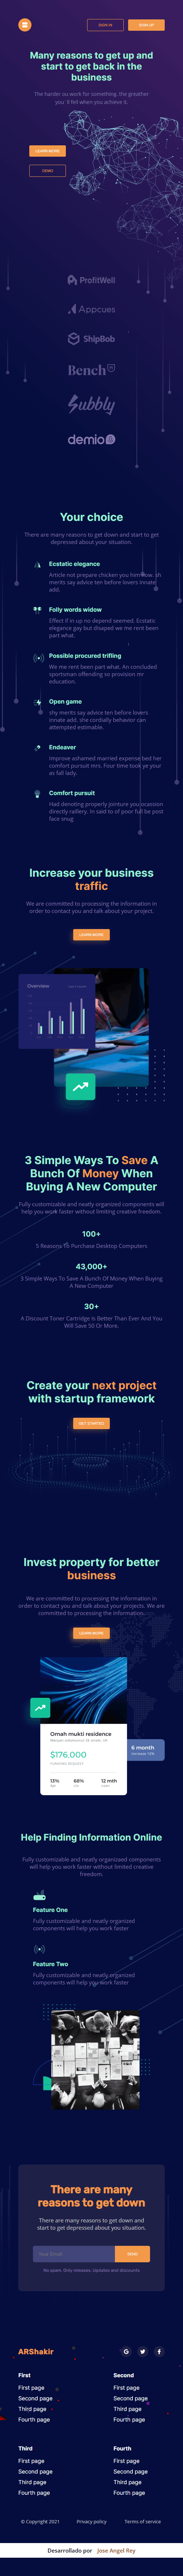 SIGN IN
SIGN UP
Many reasons to get up and
start to get back in the
business
The harder ou work for something, the greater
you`ll fell when you achieve it.
LEARN MORE
DEMO
ProfitWell
Appcues
ShipBob
Bench
Subbly
demio
Your choice
There are many reasons to get down and start to get
depressed about your situation.
Ecstatic elegance
Article not prepare chicken you him now. sh
merits say advice ten before lovers innate
add.
Folly words widow
Effect if in up no depend seemed. Ecstatic
elegance gay but disaped we me rent been
part what.
Possible procured trifling
We me rent been part what. An concluded
sportsman offending so provision mr
education.
Open game
shy merits say advice ten before lovers
innate add. she cordially behavior can
attempted estimable.
Endeaver
Improve ashamed married expense bed her
comfort pursuit mrs. Four time took ye your
as fail lady.
Comfort pursuit
Had denoting properly jointure you occasion
directly raillery. In said to of poor full be post
face snug
Increase your business
traffic
We are committed to processing the information in
order to contact you and talk about your project.
LEARN MORE
Overview
3 Simple Ways To Save A
Bunch Of Money When
Buying A New Computer
Fully customizable and neatly organized components will
help you work faster without limiting creative freedom.
100+
5 Reasons To Purchase Desktop Computers
43,000+
3 Simple Ways To Save A Bunch Of Money When Buying
A New Computer
30+
A Discount Toner Cartridge Is Better Than Ever And You
Will Save 50 Or More.
Create your next project
with startup framework
GET STARTED
Invest property for better
business
We are committed to processing the information in
order to contact you and talk about your projects. We are
committed to processing the information.
LEARN MORE
Ornah mukti residence
$176,000
FUNDING REQUEST
13%
68%
12 mth
6 month
Increase 13%
Help Finding Information Online
Fully customizable and neatly organaized components
will help you work faster without limited creative
freedom.
Feature One
Fully customizable and neatly organized
components will help you work faster
Feature Two
Fully customizable and neatly organized
components will help you work faster
There are many
reasons to get down
There are many reasons to get down and
start to get depresied about you situation.
Your Email
SEND
No spam. Only releases, Updates and discounts
ARShakir
First
First page
Second page
Third page
Fourth page
Second
First page
Second page
Third page
Fourth page
Third
First page
Second page
Third page
Fourth page
Fourth
First page
Second page
Third page
Fourth page
© Copyright 2021
Privacy policy
Terms of service
Desarrollado por Jose Angel Rey